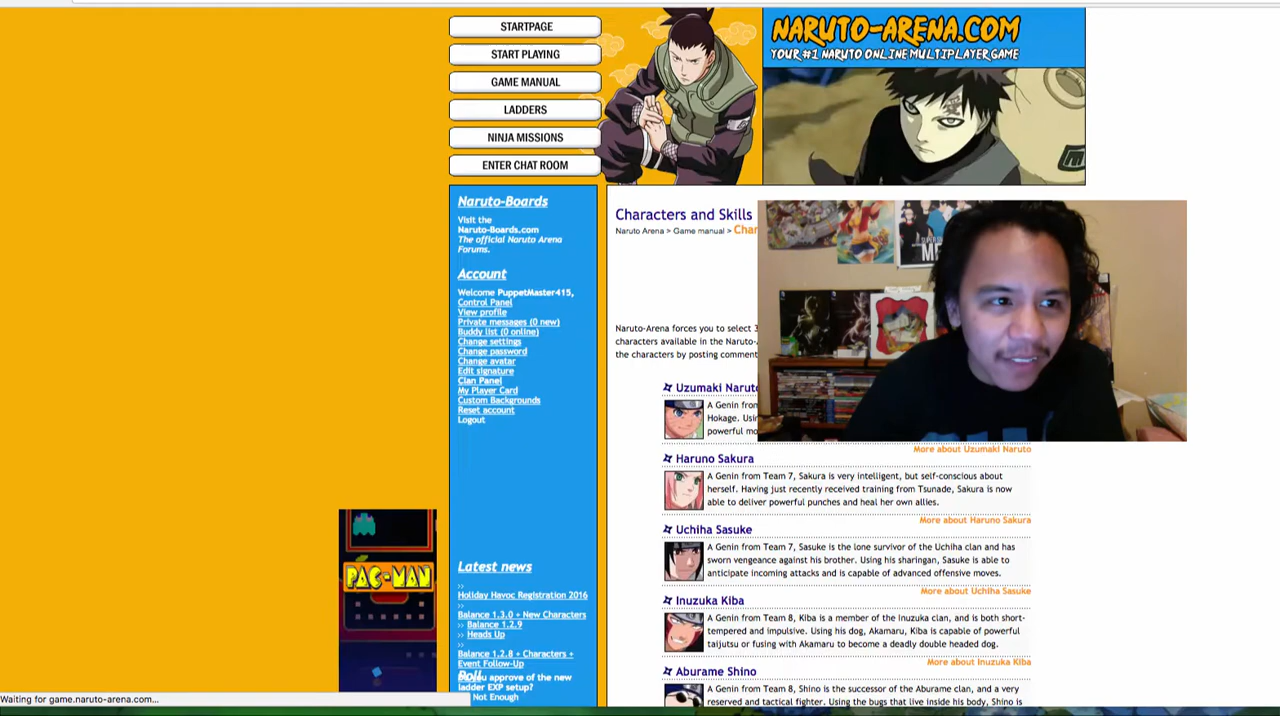 STARTPAGE
START PLAYING
GAME MANUAL
LADDERS
NINJA MISSIONS
ENTER CHAT ROOM
NARUTO-ARENA.COM
YOUR #1 NARUTO ONLINE MULTIPLAYER GAME
Naruto-Boards
Visit the
Naruto-Boards.com
The official Naruto Arena
Forums.
Account
Welcome PuppetMaster415,
Control Panel
View profile
Private messages (0 new)
Buddy list (0 online)
Change settings
Change password
Change avatar
Edit signature
Clan Panel
My Player Card
Custom Backgrounds
Reset account
Logout
Latest news
»
Holiday Havoc Registration 2016
»
Balance 1.3.0 + New Characters
» Balance 1.2.9
» Heads Up
»
Balance 1.2.8 + Characters +
Event Follow-Up
Poll
you approve of the new
ladder EXP setup?
Not Enough
PAC-MAN
Characters and Skills
Naruto Arena > Game manual > Char
Naruto-Arena forces you to select 3
characters available in the Naruto-
the characters by posting comment
Uzumaki Naruto
A Genin from
Hokage. Usin
powerful mo
More about Uzumaki Naruto
Haruno Sakura
A Genin from Team 7, Sakura is very intelligent, but self-conscious about
herself. Having just recently received training from Tsunade, Sakura is now
able to deliver powerful punches and heal her own allies.
More about Haruno Sakura
Uchiha Sasuke
A Genin from Team 7, Sasuke is the lone survivor of the Uchiha clan and has
sworn vengeance against his brother. Using his sharingan, Sasuke is able to
anticipate incoming attacks and is capable of advanced offensive moves.
More about Uchiha Sasuke
Inuzuka Kiba
A Genin from Team 8, Kiba is a member of the Inuzuka clan, and is both short-
tempered and impulsive. Using his dog, Akamaru, Kiba is capable of powerful
taijutsu or fusing with Akamaru to become a deadly double headed dog.
More about Inuzuka Kiba
Aburame Shino
A Genin from Team 8, Shino is the successor of the Aburame clan, and is a very
reserved and tactical fighter. Using the bugs that live inside his body, Shino is
Waiting for game.naruto-arena.com...